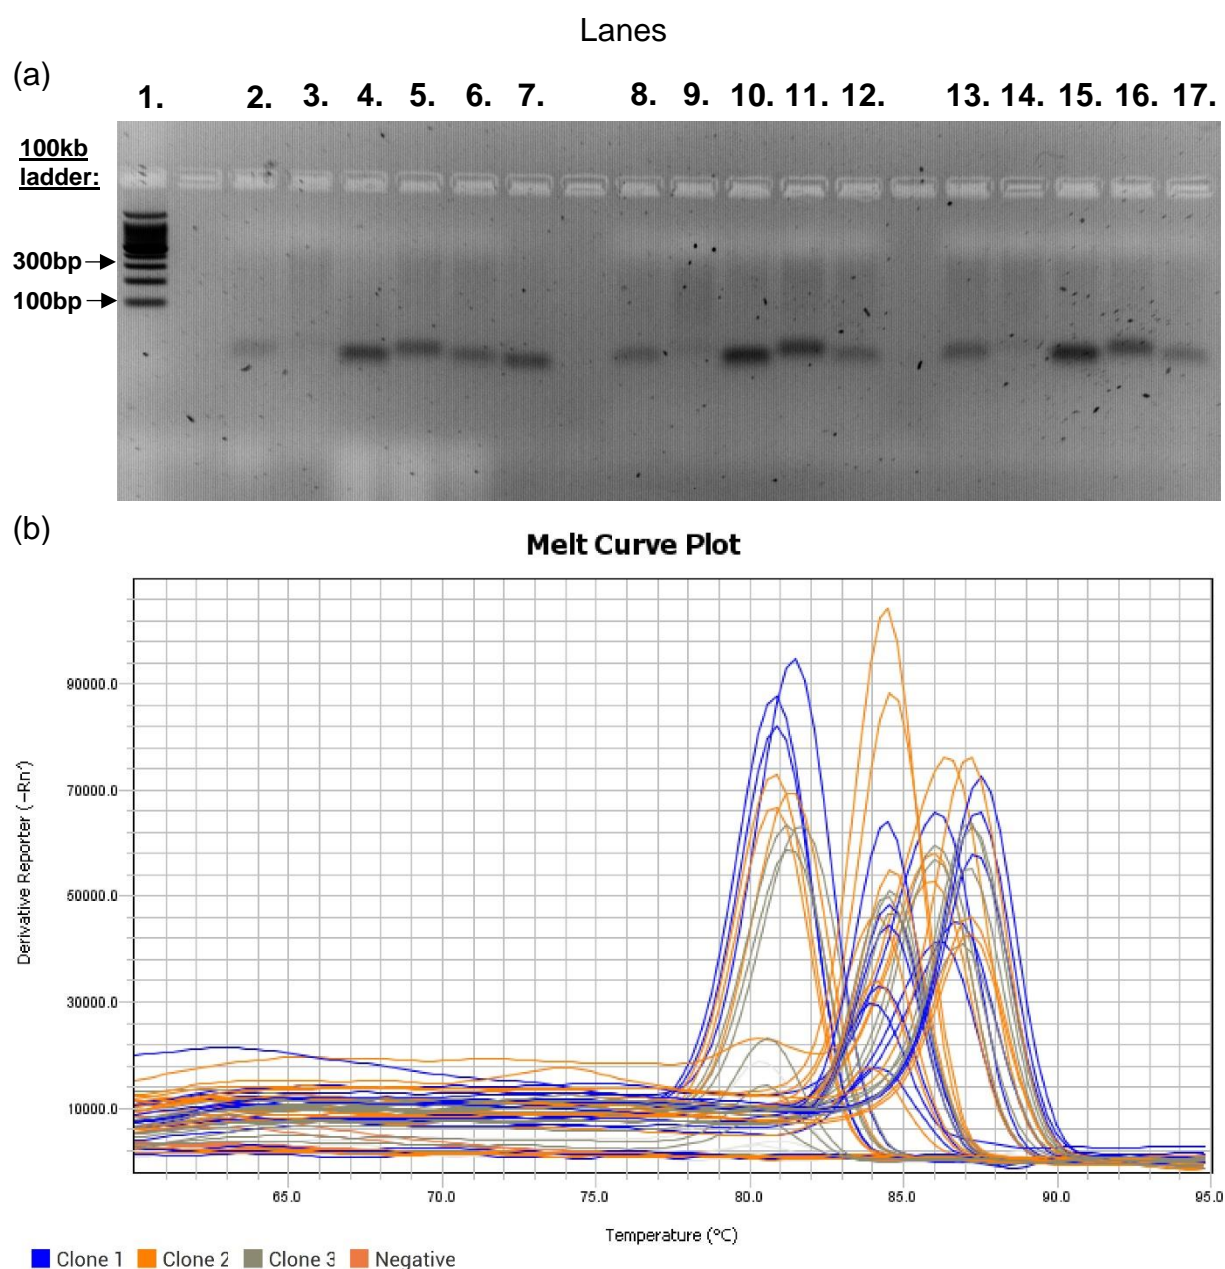 Lanes
(a)
1. 2. 3. 4. 5. 6. 7. 8. 9. 10. 11. 12. 13. 14. 15. 16. 17.
100kb
ladder:
300bp
100bp
(b)
Melt Curve Plot
90000.0
70000.0
50000.0
30000.0
10000.0
Derivative Reporter (-Rn')
65.0 70.0 75.0 80.0 85.0 90.0 95.0
Temperature (°C)
Clone 1 Clone 2 Clone 3 Negative